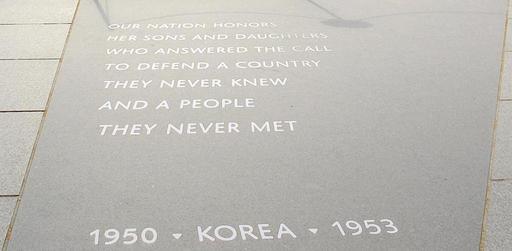 OUR NATION HONORS
HER SONS AND DAUGHTERS
WHO ANSWERED THE CALL
TO DEFEND A COUNTRY
THEY NEVER KNEW
AND A PEOPLE
THEY NEVER MET
1950 ▾ KOREA ▾ 1953